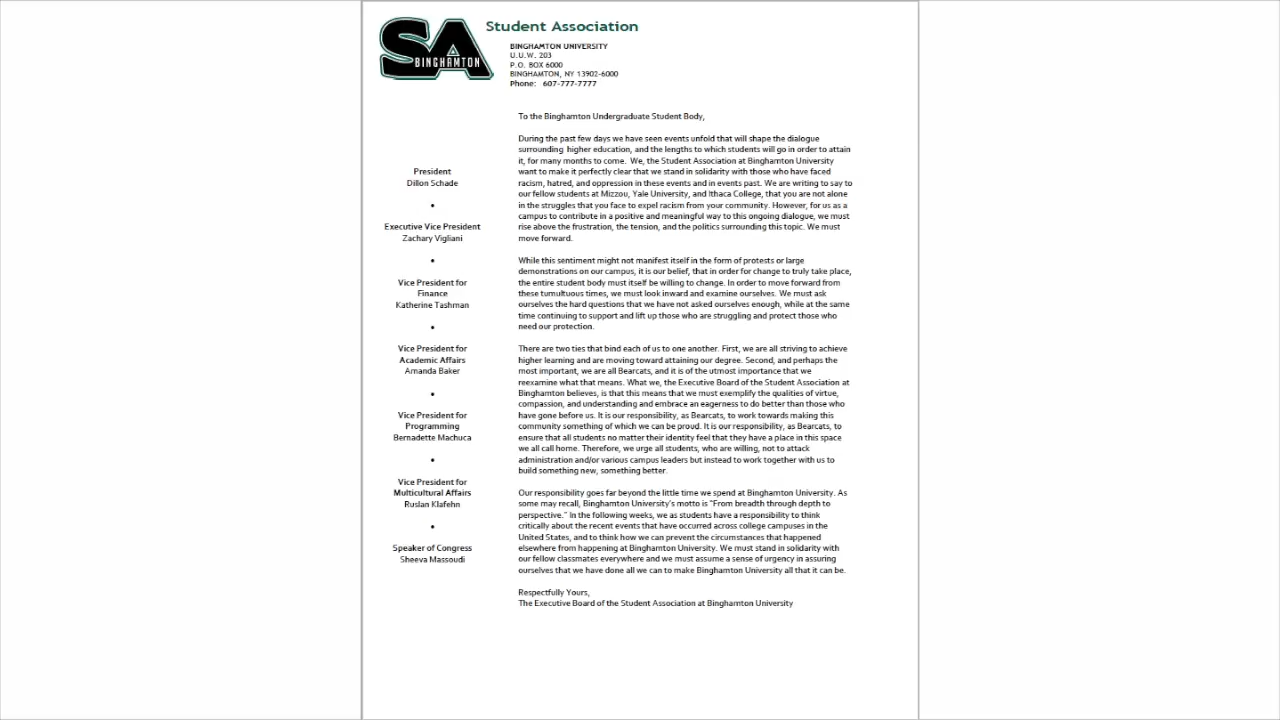 SA
BINGHAMTON
Student Association
BINGHAMTON UNIVERSITY
U.U.W. 203
P.O. BOX 6000
BINGHAMTON, NY 13902-6000
Phone: 607-777-7777
President
Dillon Schade
•
Executive Vice President
Zachary Vigliani
•
Vice President for
Finance
Katherine Tashman
•
Vice President for
Academic Affairs
Amanda Baker
•
Vice President for
Programming
Bernadette Machuca
•
Vice President for
Multicultural Affairs
Ruslan Klafehn
•
Speaker of Congress
Sheeva Massoudi
To the Binghamton Undergraduate Student Body,
During the past few days we have seen events unfold that will shape the dialogue
surrounding higher education, and the lengths to which students will go in order to attain
it, for many months to come. We, the Student Association at Binghamton University
want to make it perfectly clear that we stand in solidarity with those who have faced
racism, hatred, and oppression in these events and in events past. We are writing to say to
our fellow students at Mizzou, Yale University, and Ithaca College, that you are not alone
in the struggles that you face to expel racism from your community. However, for us as a
campus to contribute in a positive and meaningful way to this ongoing dialogue, we must
rise above the frustration, the tension, and the politics surrounding this topic. We must
move forward.
While this sentiment might not manifest itself in the form of protests or large
demonstrations on our campus, it is our belief, that in order for change to truly take place,
the entire student body must itself be willing to change. In order to move forward from
these tumultuous times, we must look inward and examine ourselves. We must ask
ourselves the hard questions that we have not asked ourselves enough, while at the same
time continuing to support and lift up those who are struggling and protect those who
need our protection.
There are two ties that bind each of us to one another. First, we are all striving to achieve
higher learning and are moving toward attaining our degree. Second, and perhaps the
most important, we are all Bearcats, and it is of the utmost importance that we
reexamine what that means. What we, the Executive Board of the Student Association at
Binghamton believes, is that this means that we must exemplify the qualities of virtue,
compassion, and understanding and embrace an eagerness to do better than those who
have gone before us. It is our responsibility, as Bearcats, to work towards making this
community something of which we can be proud. It is our responsibility, as Bearcats, to
ensure that all students no matter their identity feel that they have a place in this space
we all call home. Therefore, we urge all students, who are willing, not to attack
administration and/or various campus leaders but instead to work together with us to
build something new, something better.
Our responsibility goes far beyond the little time we spend at Binghamton University. As
some may recall, Binghamton University's motto is "From breadth through depth to
perspective." In the following weeks, we as students have a responsibility to think
critically about the recent events that have occurred across college campuses in the
United States, and to think how we can prevent the circumstances that happened
elsewhere from happening at Binghamton University. We must stand in solidarity with
our fellow classmates everywhere and we must assume a sense of urgency in assuring
ourselves that we have done all we can to make Binghamton University all that it can be.
Respectfully Yours,
The Executive Board of the Student Association at Binghamton University